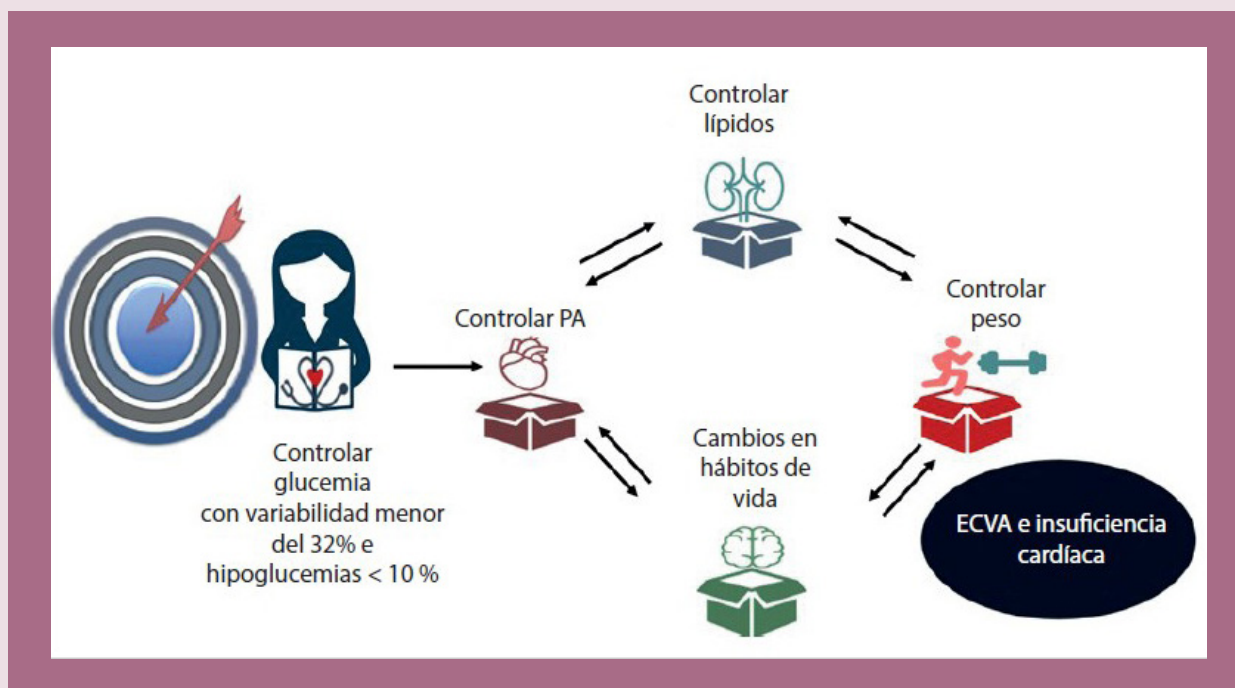 Controlar
lípidos
Controlar PA
Controlar
peso
Controlar
glucemia
con variabilidad menor
del 32% e
hipoglucemias < 10 %
Cambios en
hábitos de
vida
ECVA e insuficiencia
cardíaca